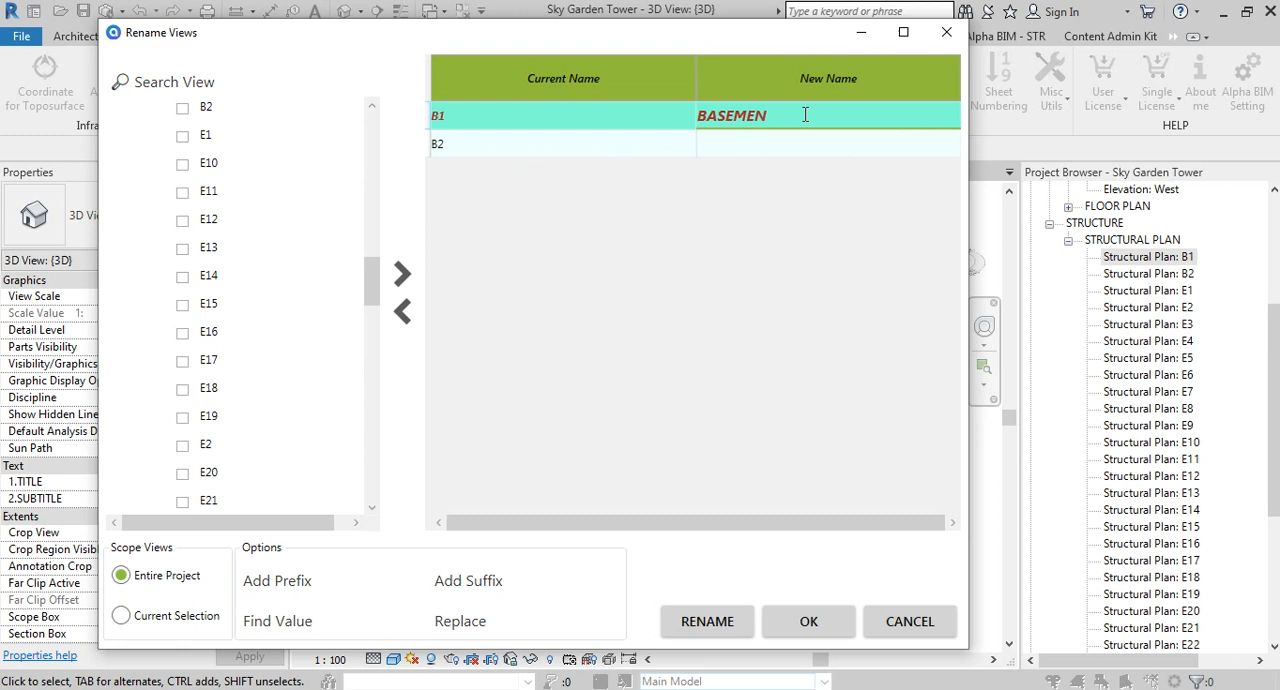 Sky Garden Tower - 3D View: {3D}
Type a keyword or phrase
Sign In
File
Architect
Alpha BIM - STR
Content Admin Kit
Coordinate
for Toposurface
Infra
Sheet
Numbering
Misc
Utils
User
License
Single
License
About
me
Alpha BIM
Setting
HELP
Rename Views
Search View
B2
E1
E10
E11
E12
E13
E14
E15
E16
E17
E18
E19
E2
E20
E21
Current Name
New Name
B1
BASEMEN
B2
Scope Views
Entire Project
Current Selection
Options
Add Prefix
Add Suffix
Find Value
Replace
RENAME
OK
CANCEL
Properties
3D Vi
3D View: {3D}
Graphics
View Scale
Scale Value 1:
Detail Level
Parts Visibility
Visibility/Graphics
Graphic Display O
Discipline
Show Hidden Line
Default Analysis D
Sun Path
Text
1.TITLE
2.SUBTITLE
Extents
Crop View
Crop Region Visibl
Annotation Crop
Far Clip Active
Far Clip Offset
Scope Box
Section Box
Properties help
Apply
Project Browser - Sky Garden Tower
Elevation: West
FLOOR PLAN
STRUCTURE
STRUCTURAL PLAN
Structural Plan: B1
Structural Plan: B2
Structural Plan: E1
Structural Plan: E2
Structural Plan: E3
Structural Plan: E4
Structural Plan: E5
Structural Plan: E6
Structural Plan: E7
Structural Plan: E8
Structural Plan: E9
Structural Plan: E10
Structural Plan: E11
Structural Plan: E12
Structural Plan: E13
Structural Plan: E14
Structural Plan: E15
Structural Plan: E16
Structural Plan: E17
Structural Plan: E18
Structural Plan: E19
Structural Plan: E20
Structural Plan: E21
Structural Plan: E22
1 : 100
Click to select, TAB for alternates, CTRL adds, SHIFT unselects.
:0
Main Model
:0